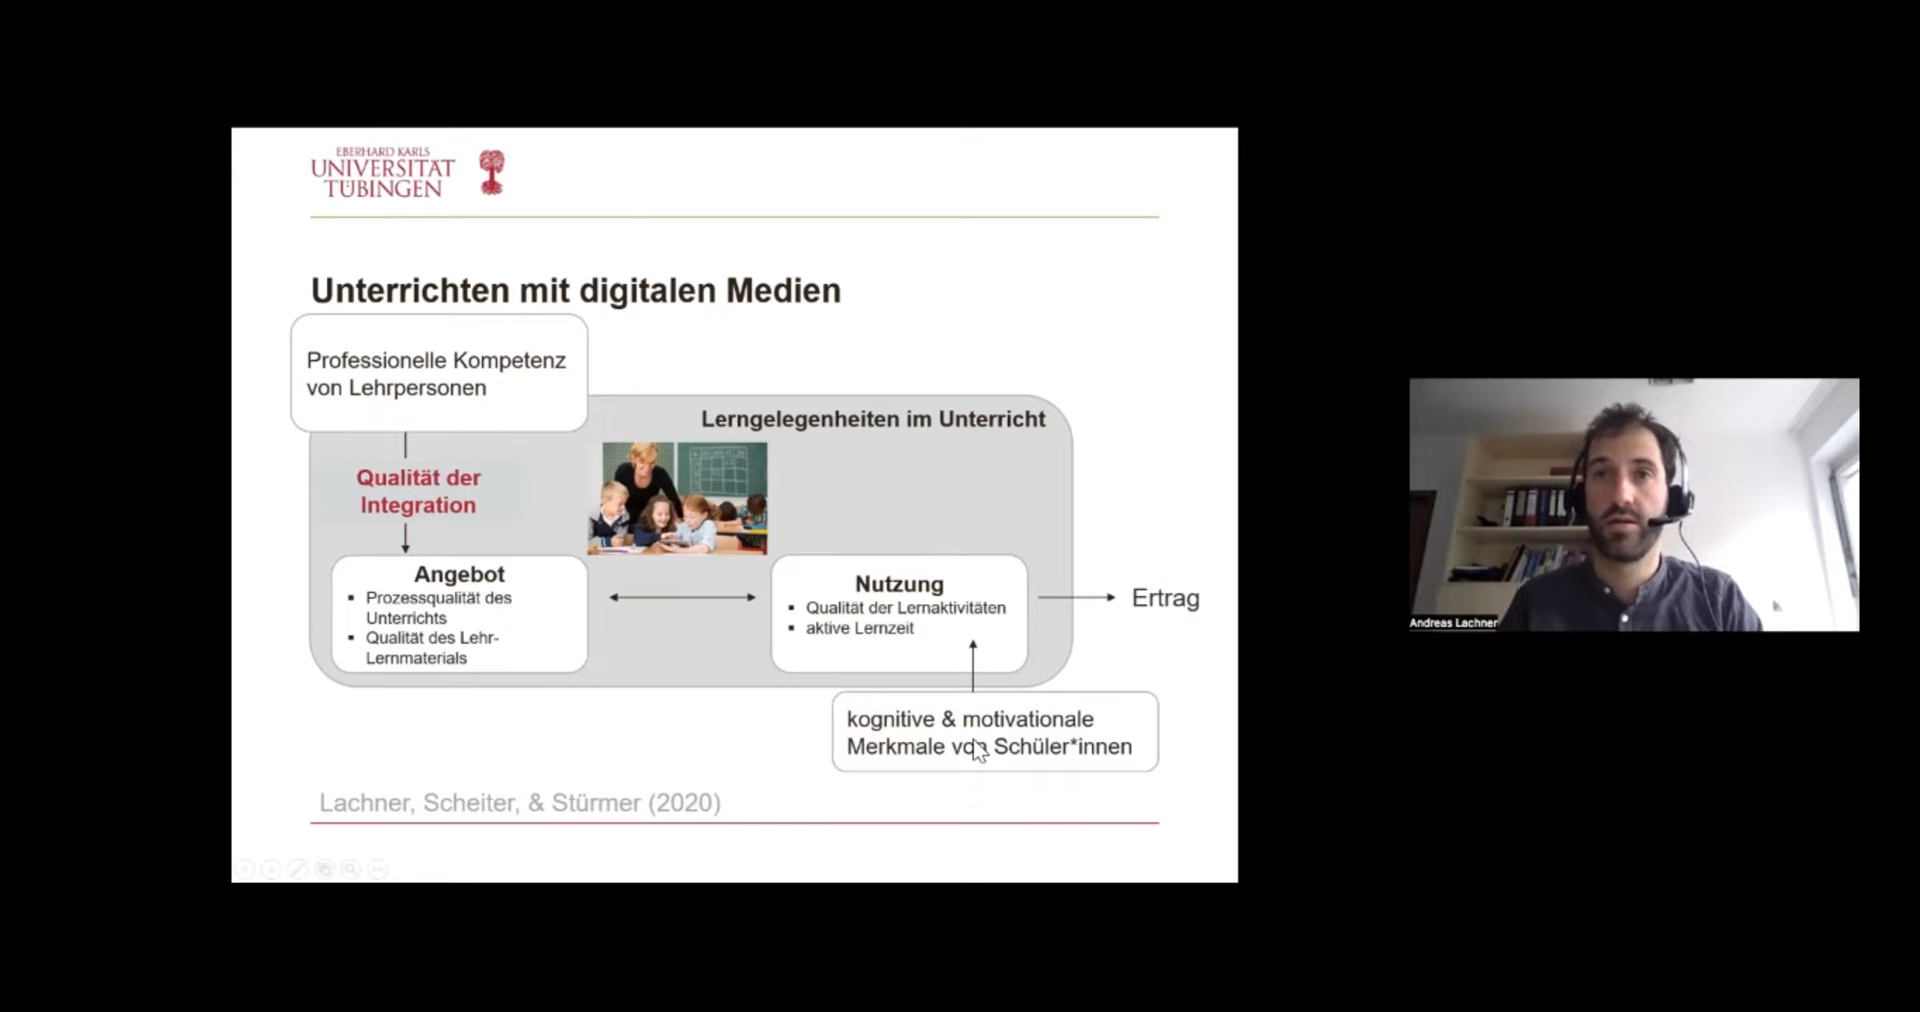 EBERHARD KARLS
UNIVERSITÄT
TÜBINGEN
Unterrichten mit digitalen Medien
Professionelle Kompetenz
von Lehrpersonen
Lerngelegenheiten im Unterricht
Qualität der
Integration
Angebot
▪ Prozessqualität des
Unterrichts
▪ Qualität des Lehr-
Lernmaterials
Nutzung
▪ Qualität der Lernaktivitäten
▪ aktive Lernzeit
Ertrag
kognitive & motivationale
Merkmale von Schüler*innen
Lachner, Scheiter, & Stürmer (2020)
Andreas Lachner